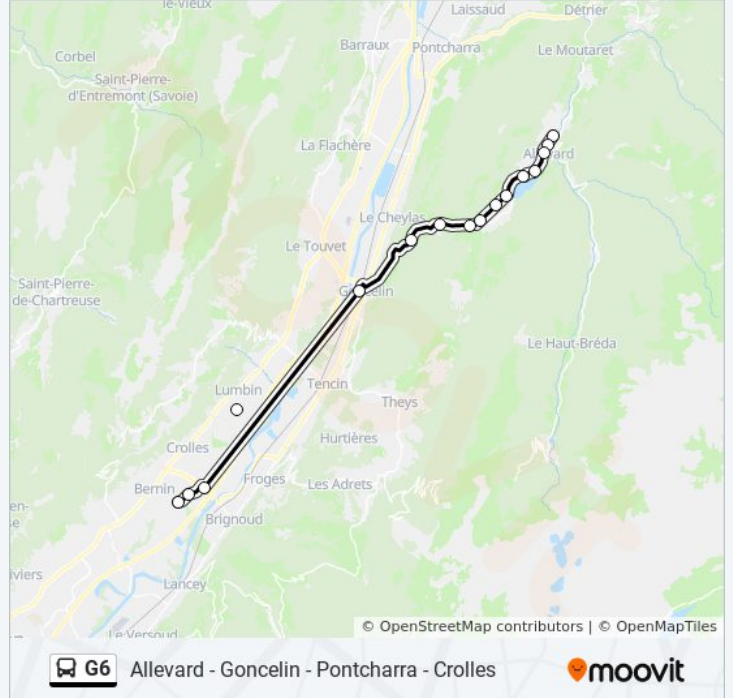 le-Vieux
Laissaud
Détrier
Barraux
Pontcharra
Le Moutaret
Corbel
Saint-Pierre-
d'Entremont (Savoie)
La Flachère
Le Cheylas
Le Touvet
Saint-Pierre-
de-Chartreuse
Le Haut-Bréda
Lumbin
Tencin
Theys
Crolles
Hurtières
Bernin
Froges
Les Adrets
Brignoud
Lancey
Le Versoud
© OpenStreetMap contributors | © OpenMapTiles
G6 Allevard - Goncelin - Pontcharra - Crolles
moovit